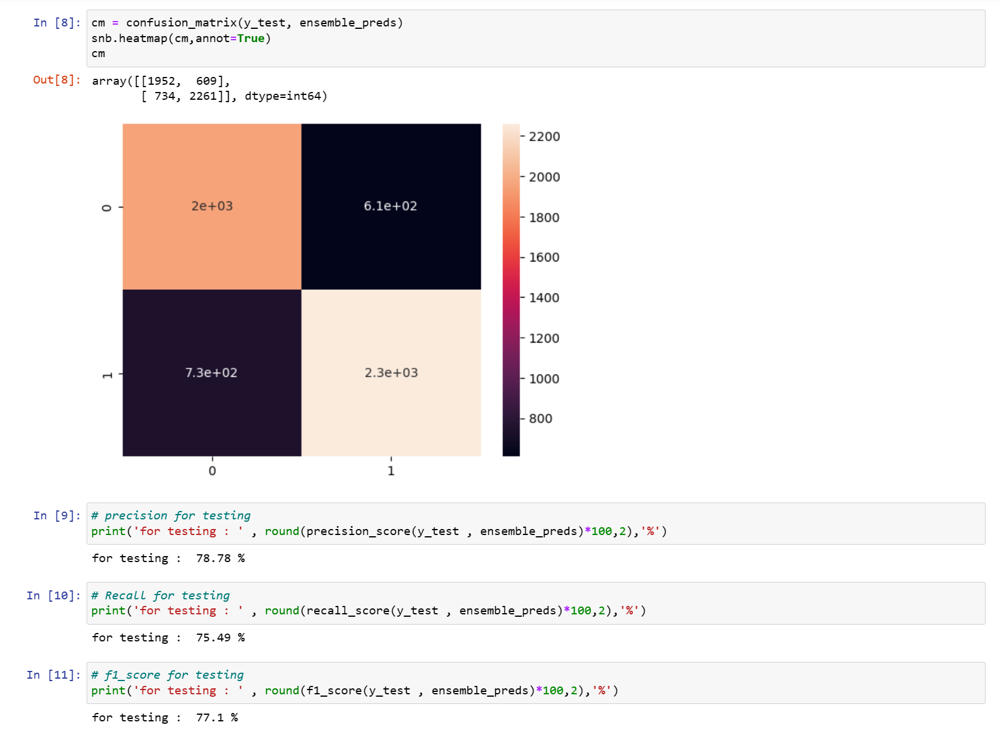 In [8]: cm = confusion_matrix(y_test, ensemble_preds)
snb.heatmap(cm,annot=True)
cm
Out[8]: array([[1952,  609],
       [ 734, 2261]], dtype=int64)
2200
2000
1800
1600
1400
1200
1000
800
0
2e+03 6.1e+02
1
7.3e+02 2.3e+03
0 1
In [9]: # precision for testing
print('for testing : ' , round(precision_score(y_test , ensemble_preds)*100,2),'%')
for testing :  78.78 %
In [10]: # Recall for testing
print('for testing : ' , round(recall_score(y_test , ensemble_preds)*100,2),'%')
for testing :  75.49 %
In [11]: # f1_score for testing
print('for testing : ' , round(f1_score(y_test , ensemble_preds)*100,2),'%')
for testing :  77.1 %